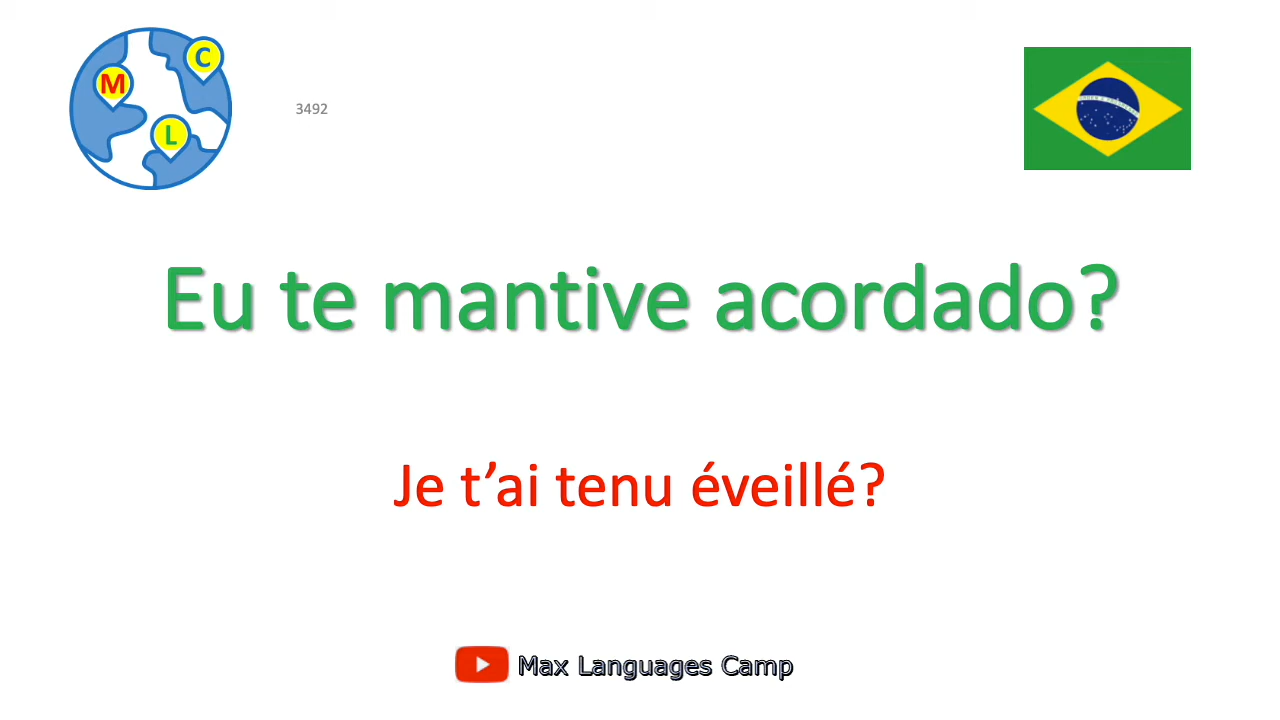 M
C
L
3492
Eu te mantive acordado?
Je t’ai tenu éveillé?
Max Languages Camp